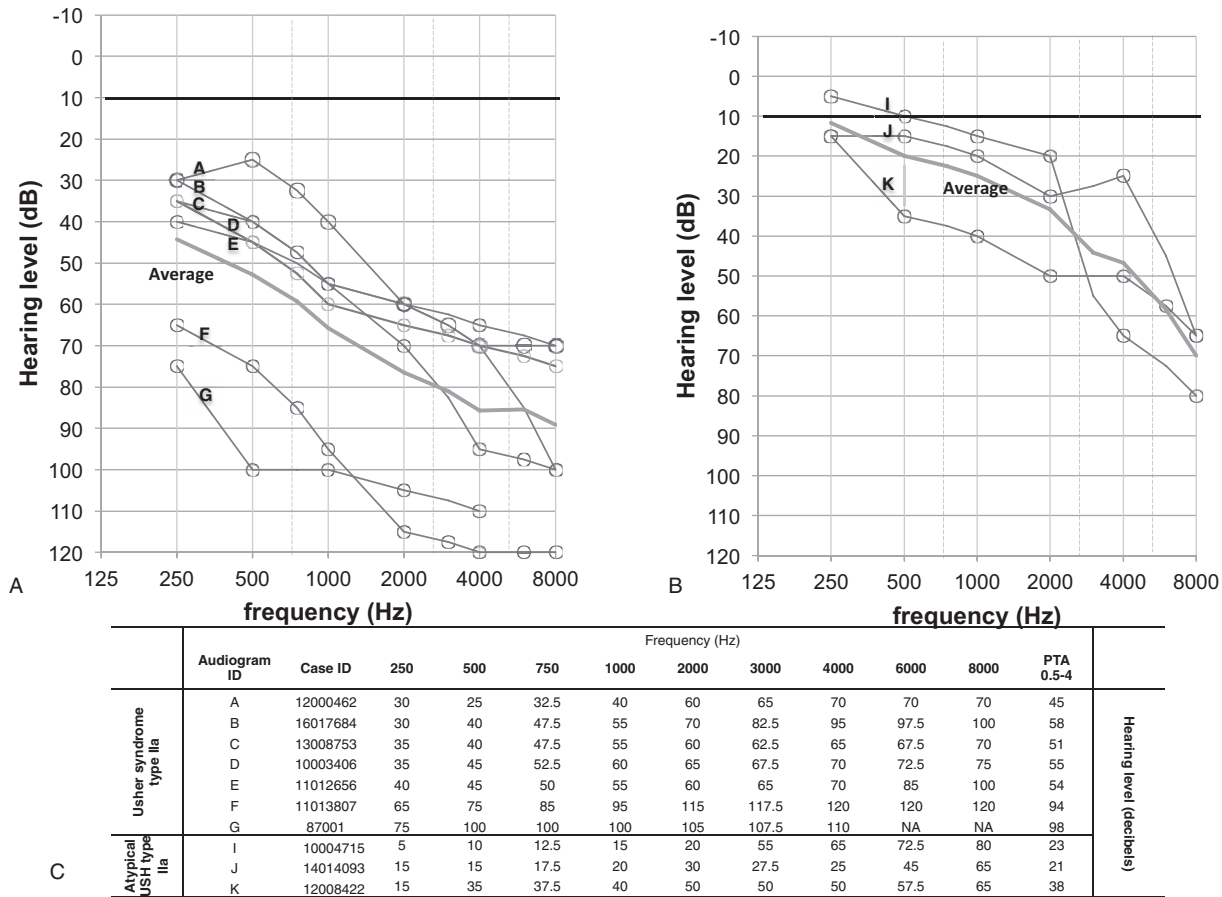 -10
0
10
20
30
40
50
60
70
80
90
100
110
120
Hearing level (dB)
A
B
C
D
E
Average
F
G
125 250 500 1000 2000 4000 8000
frequency (Hz)
A
-10
0
10
20
30
40
50
60
70
80
90
100
110
120
Hearing level (dB)
I
J
K
Average
125 250 500 1000 2000 4000 8000
frequency (Hz)
B
Frequency (Hz)
Audiogram ID Case ID 250 500 750 1000 2000 3000 4000 6000 8000 PTA 0.5-4
Usher syndrome type IIa
A 12000462 30 25 32.5 40 60 65 70 70 70 45
B 16017684 30 40 47.5 55 70 82.5 95 97.5 100 58
C 13008753 35 40 47.5 55 60 62.5 65 67.5 70 51
D 10003406 35 45 52.5 60 65 67.5 70 72.5 75 55
E 11012656 40 45 50 55 60 65 70 85 100 54
F 11013807 65 75 85 95 115 117.5 120 120 120 94
G 87001 75 100 100 100 105 107.5 110 NA NA 98
Atypical USH type IIa
I 10004715 5 10 12.5 15 20 55 65 72.5 80 23
J 14014093 15 15 17.5 20 30 27.5 25 45 65 21
K 12008422 15 35 37.5 40 50 50 50 57.5 65 38
Hearing level (decibels)
C